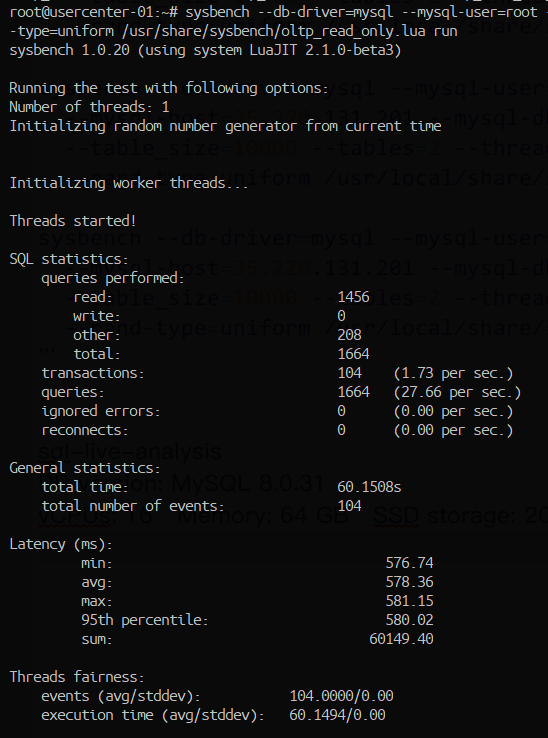 root@usercenter-01:~# sysbench --db-driver=mysql --mysql-user=root
-type=uniform /usr/share/sysbench/oltp_read_only.lua run
sysbench 1.0.20 (using system LuaJIT 2.1.0-beta3)
Running the test with following options:
Number of threads: 1
Initializing random number generator from current time
Initializing worker threads...
Threads started!
SQL statistics:
queries performed:
read: 1456
write: 0
other: 208
total: 1664
transactions: 104 (1.73 per sec.)
queries: 1664 (27.66 per sec.)
ignored errors: 0 (0.00 per sec.)
reconnects: 0 (0.00 per sec.)
General statistics:
total time: 60.1508s
total number of events: 104
Latency (ms):
min: 576.74
avg: 578.36
max: 581.15
95th percentile: 580.02
sum: 60149.40
Threads fairness:
events (avg/stddev): 104.0000/0.00
execution time (avg/stddev): 60.1494/0.00